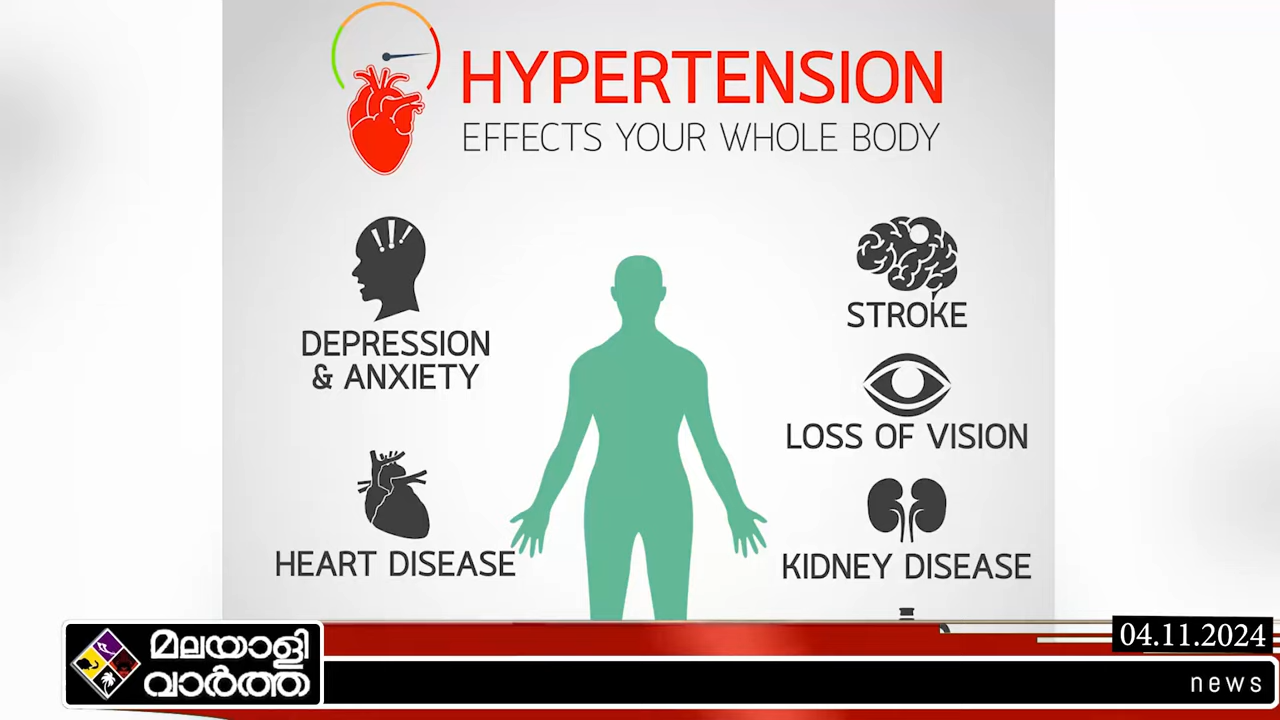 HYPERTENSION
EFFECTS YOUR WHOLE BODY
DEPRESSION
& ANXIETY
HEART DISEASE
STROKE
LOSS OF VISION
KIDNEY DISEASE
മലയാളി
വാർത്ത
04.11.2024
news